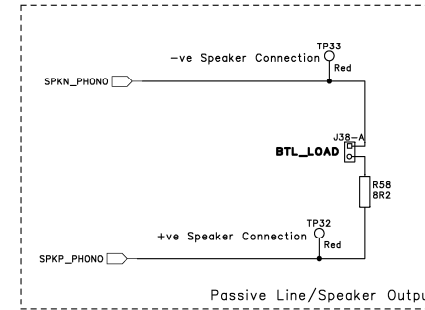 TP33
-ve Speaker Connection
Red
SPKN_PHONO
J38-A
BTL_LOAD
R58
8R2
TP32
+ve Speaker Connection
Red
SPKP_PHONO
Passive Line/Speaker Outpu